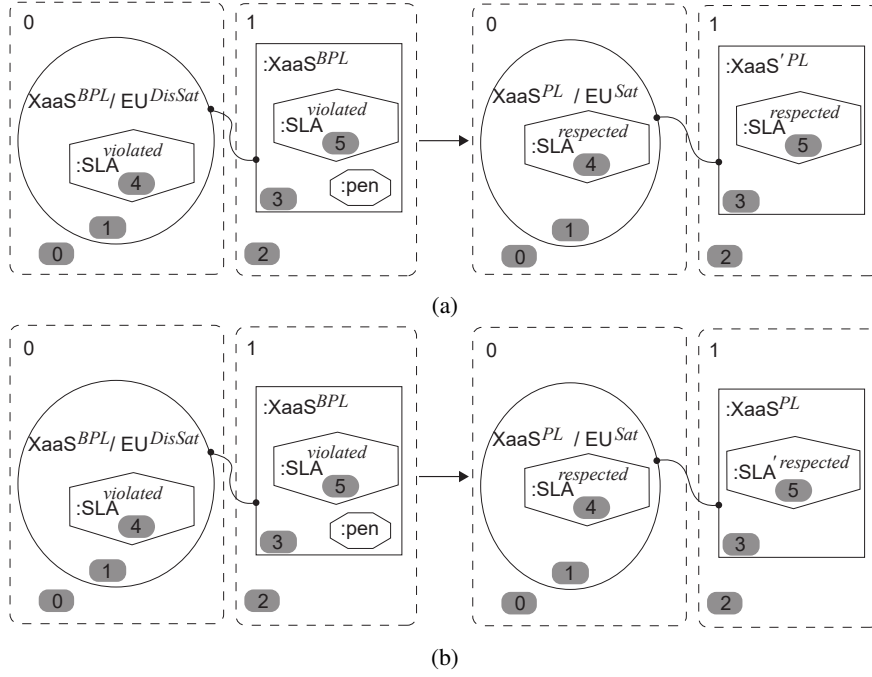 0
1
0
1
:XaaS^BPL
:XaaS'^PL
XaaS^BPL/ EU^DisSat
violated
:SLA
5
XaaS^PL / EU^Sat
respected
:SLA
5
violated
:SLA
4
respected
:SLA
4
:pen
3
3
1
1
0
2
0
2
(a)
0
1
0
1
:XaaS^BPL
:XaaS^PL
XaaS^BPL/ EU^DisSat
violated
:SLA
5
XaaS^PL / EU^Sat
:SLA'^respected
5
violated
:SLA
4
respected
:SLA
4
:pen
3
3
1
1
0
2
0
2
(b)